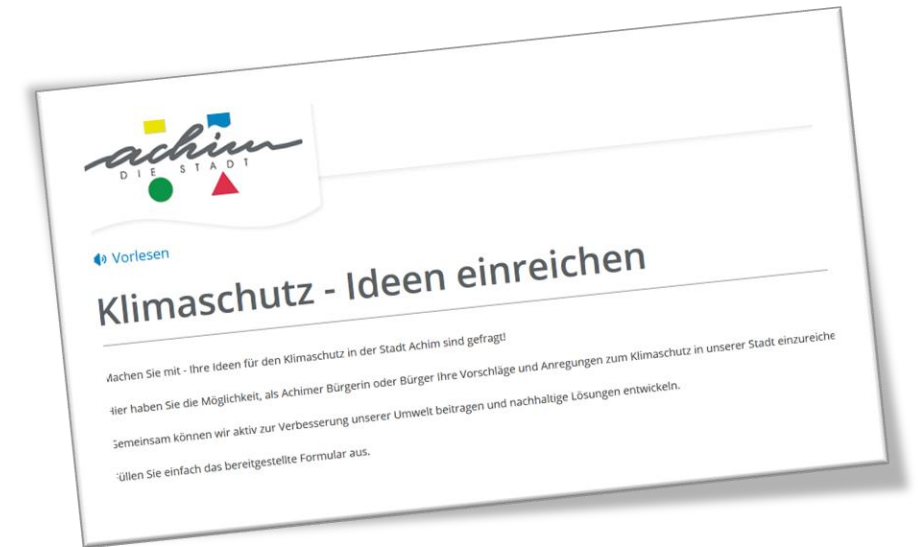 achim
DIE STADT
Vorlesen
Klimaschutz - Ideen einreichen
Machen Sie mit - Ihre Ideen für den Klimaschutz in der Stadt Achim sind gefragt!
Hier haben Sie die Möglichkeit, als Achimer Bürgerin oder Bürger Ihre Vorschläge und Anregungen zum Klimaschutz in unserer Stadt einzureiche
Gemeinsam können wir aktiv zur Verbesserung unserer Umwelt beitragen und nachhaltige Lösungen entwickeln.
üllen Sie einfach das bereitgestellte Formular aus.